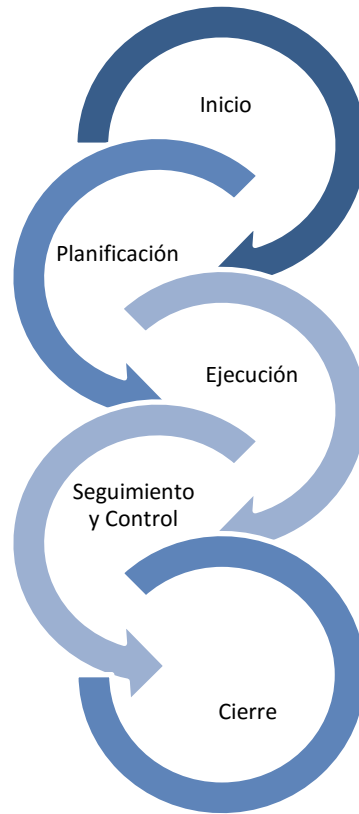 Inicio
Planificación
Ejecución
Seguimiento
y Control
Cierre